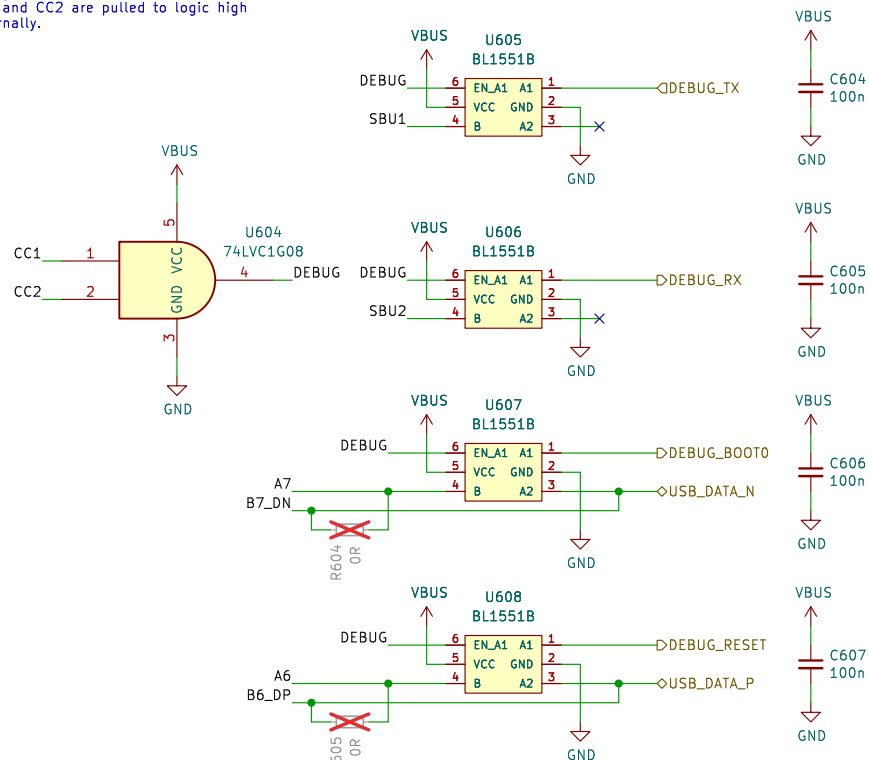 and CC2 are pulled to logic high
rnally.
VBUS
5
CC1
1
CC2
2
VCC
GND
U604
74LVC1G08
4
DEBUG
3
GND
VBUS
U605
BL1551B
DEBUG
6 EN_A1 A1 1
DEBUG_TX
5 VCC GND 2
SBU1
4 B A2 3
GND
VBUS
C604
100n
GND
VBUS
U606
BL1551B
DEBUG
6 EN_A1 A1 1
DEBUG_RX
5 VCC GND 2
SBU2
4 B A2 3
GND
VBUS
C605
100n
GND
VBUS
U607
BL1551B
DEBUG
6 EN_A1 A1 1
DEBUG_BOOT0
5 VCC GND 2
A7
4 B A2 3
USB_DATA_N
B7_DN
R604
0R
GND
VBUS
C606
100n
GND
VBUS
U608
BL1551B
DEBUG
6 EN_A1 A1 1
DEBUG_RESET
5 VCC GND 2
A6
4 B A2 3
USB_DATA_P
B6_DP
605
0R
GND
VBUS
C607
100n
GND